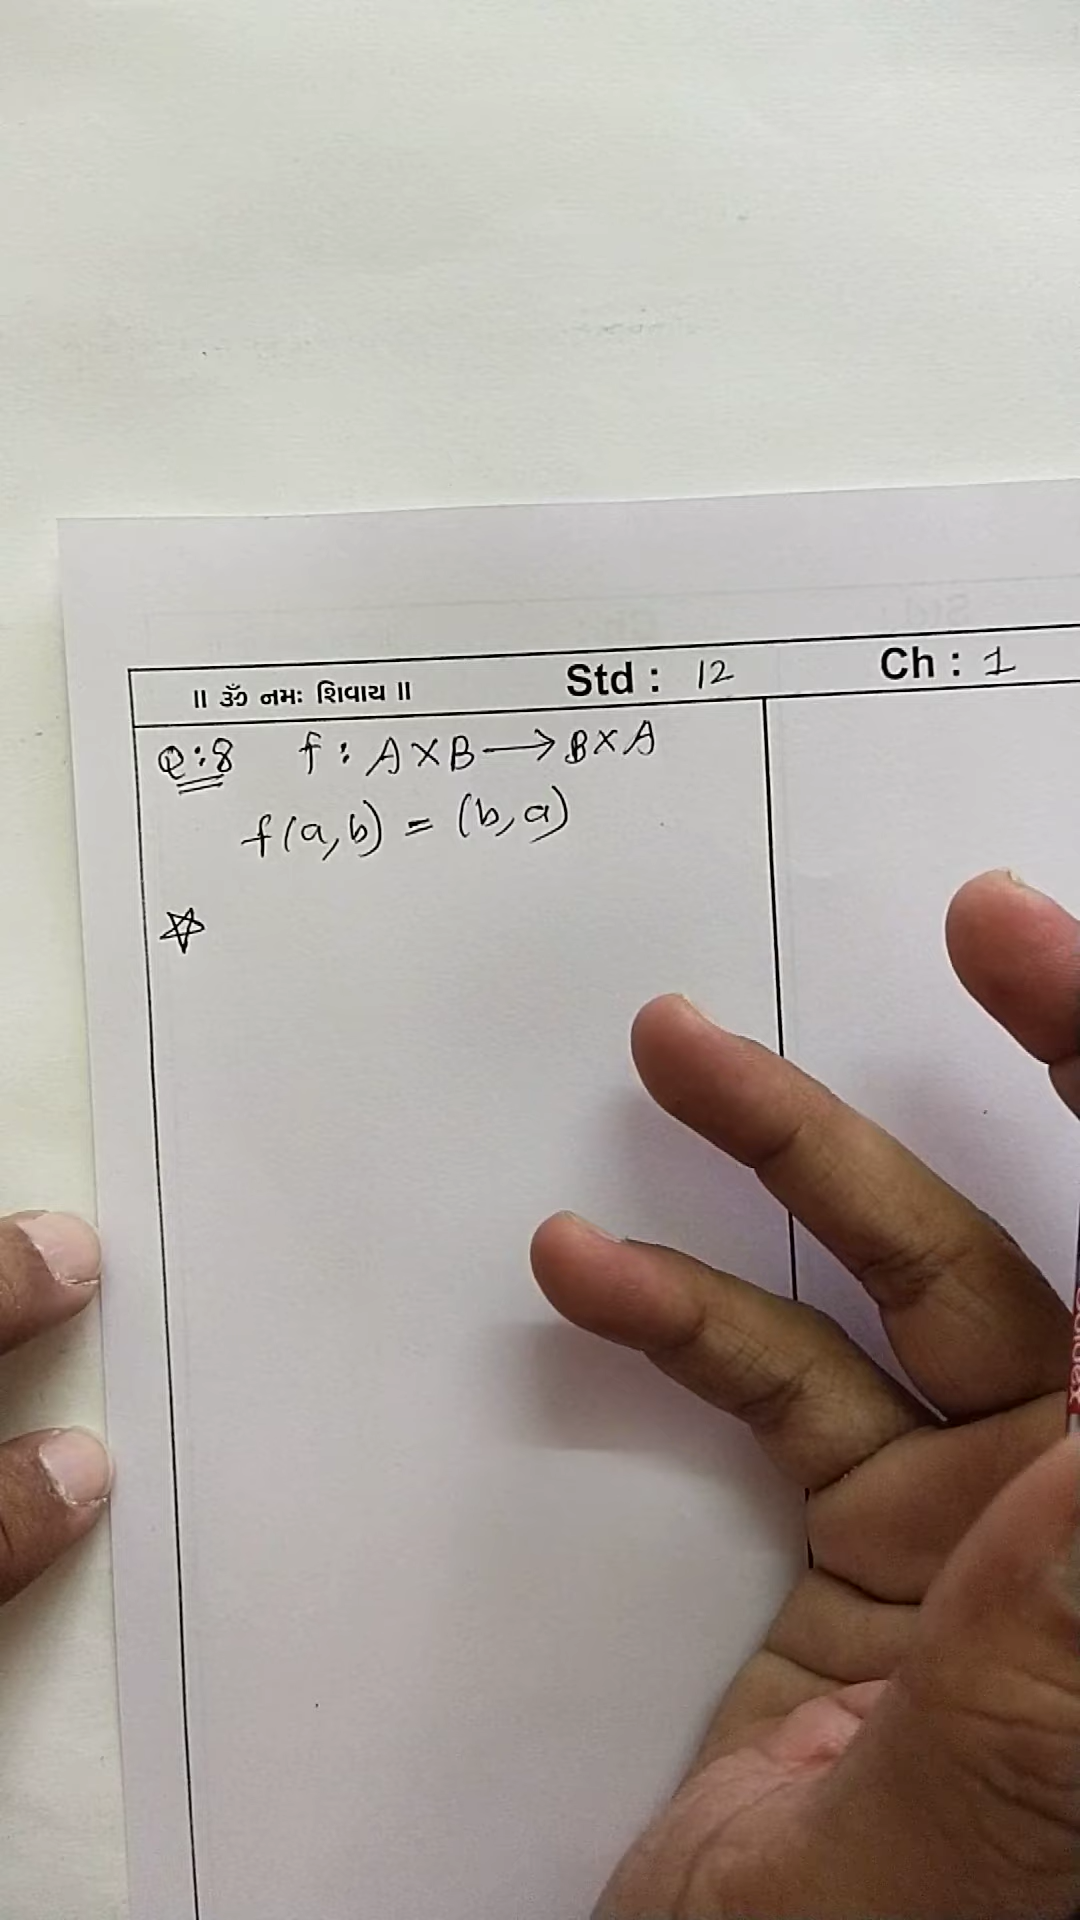 ॥ ૐ નમઃ શિવાય ॥ Std : 12 Ch : 1
Q:8 f : A × B ⟶ B × A
f(a,b) = (b,a)